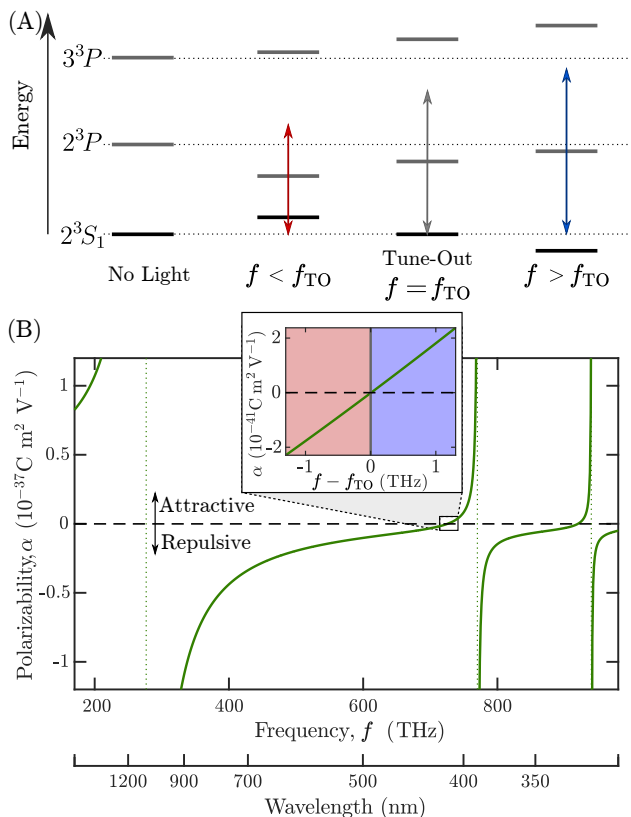 (A)
Energy
3³P
2³P
2³S₁
No Light
f < f_TO
Tune-Out
f = f_TO
f > f_TO
(B)
Polarizability, α (10⁻³⁷C m² V⁻¹)
1
0.5
0
-0.5
-1
Attractive
Repulsive
α (10⁻⁴¹C m² V⁻¹)
2
0
-2
-1 0 1
f − f_TO (THz)
200 400 600 800
Frequency, f (THz)
1200 900 700 500 400 350
Wavelength (nm)